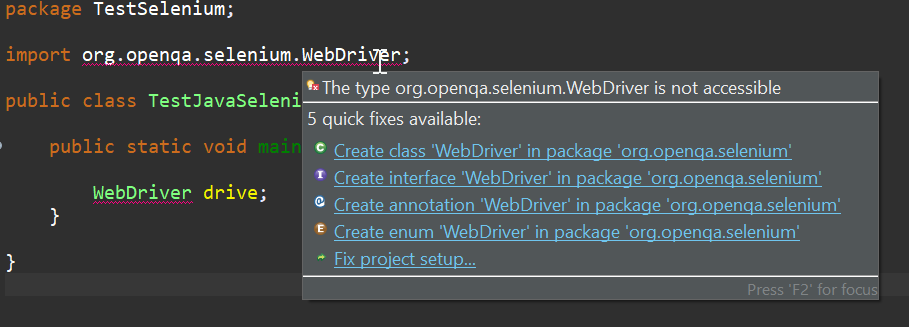 package TestSelenium;
import org.openqa.selenium.WebDriver;
The type org.openqa.selenium.WebDriver is not accessible
public class TestJavaSeleni
5 quick fixes available:
Create class 'WebDriver' in package 'org.openqa.selenium'
public static void main
Create interface 'WebDriver' in package 'org.openqa.selenium'
WebDriver drive;
Create annotation 'WebDriver' in package 'org.openqa.selenium'
}
Create enum 'WebDriver' in package 'org.openqa.selenium'
Fix project setup...
}
Press 'F2' for focus